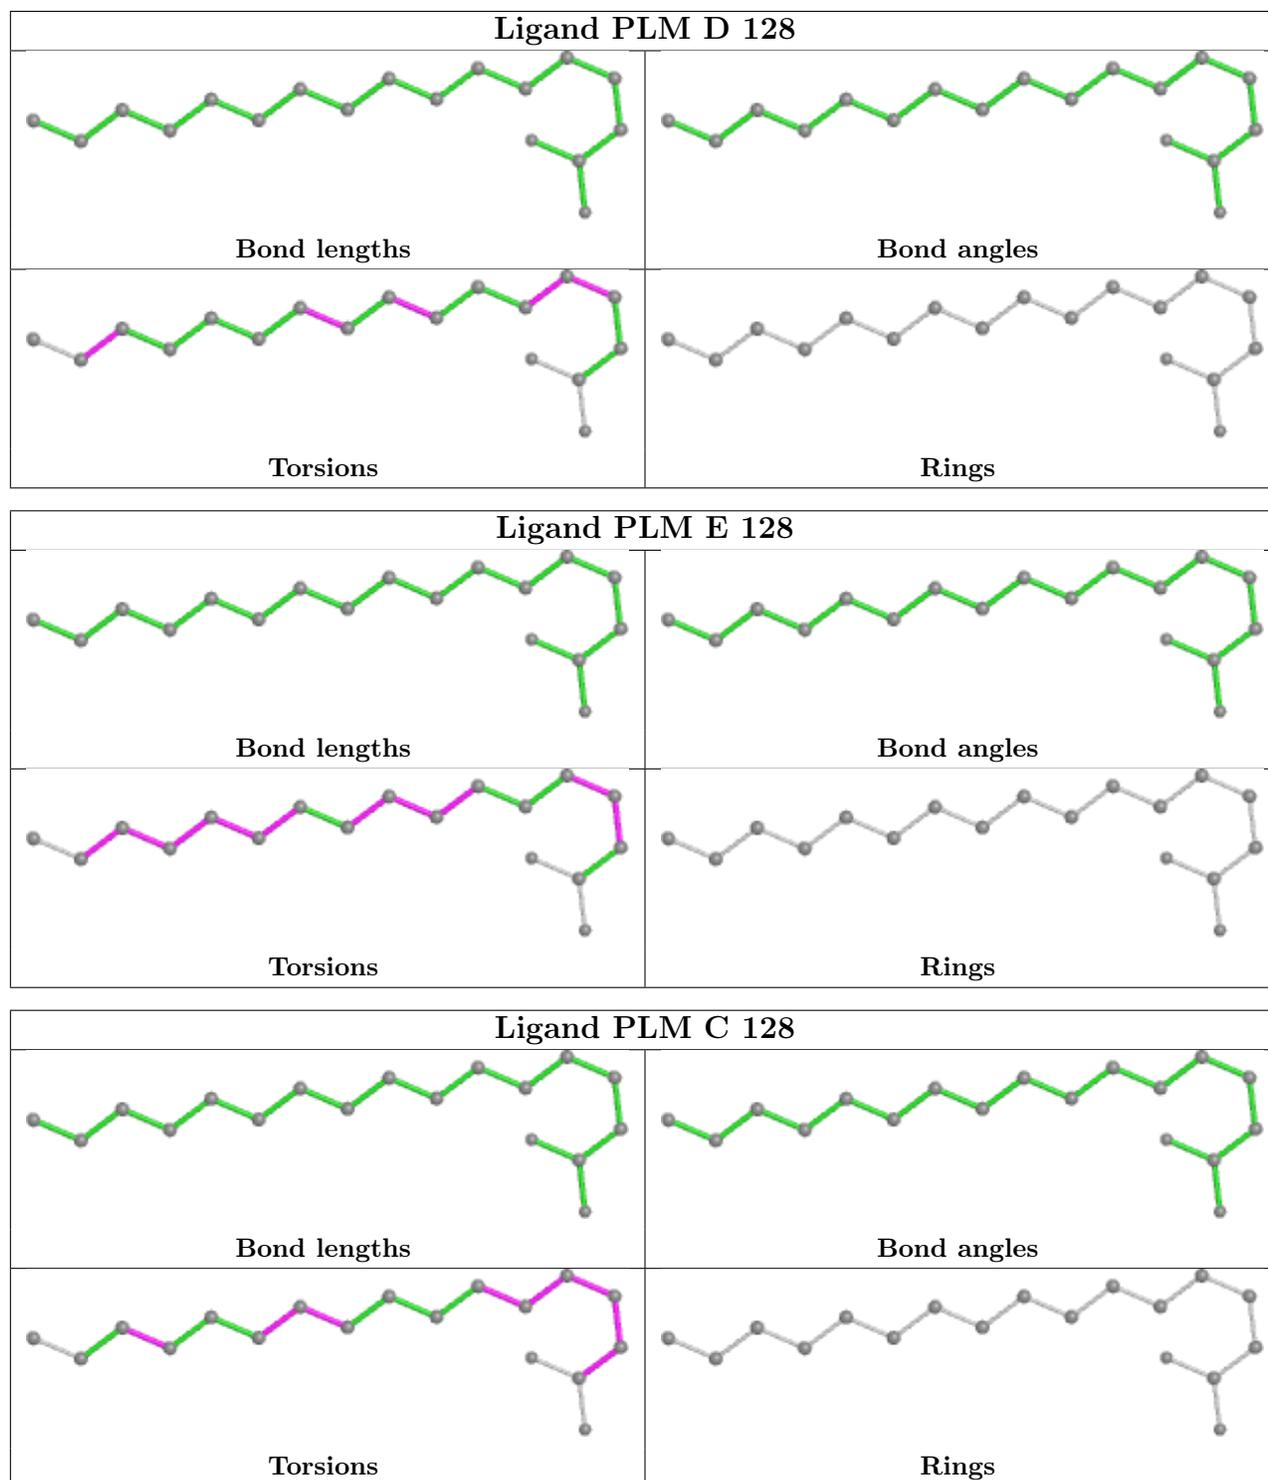 Ligand PLM D 128
Bond lengths
Bond angles
Torsions
Rings
Ligand PLM E 128
Bond lengths
Bond angles
Torsions
Rings
Ligand PLM C 128
Bond lengths
Bond angles
Torsions
Rings